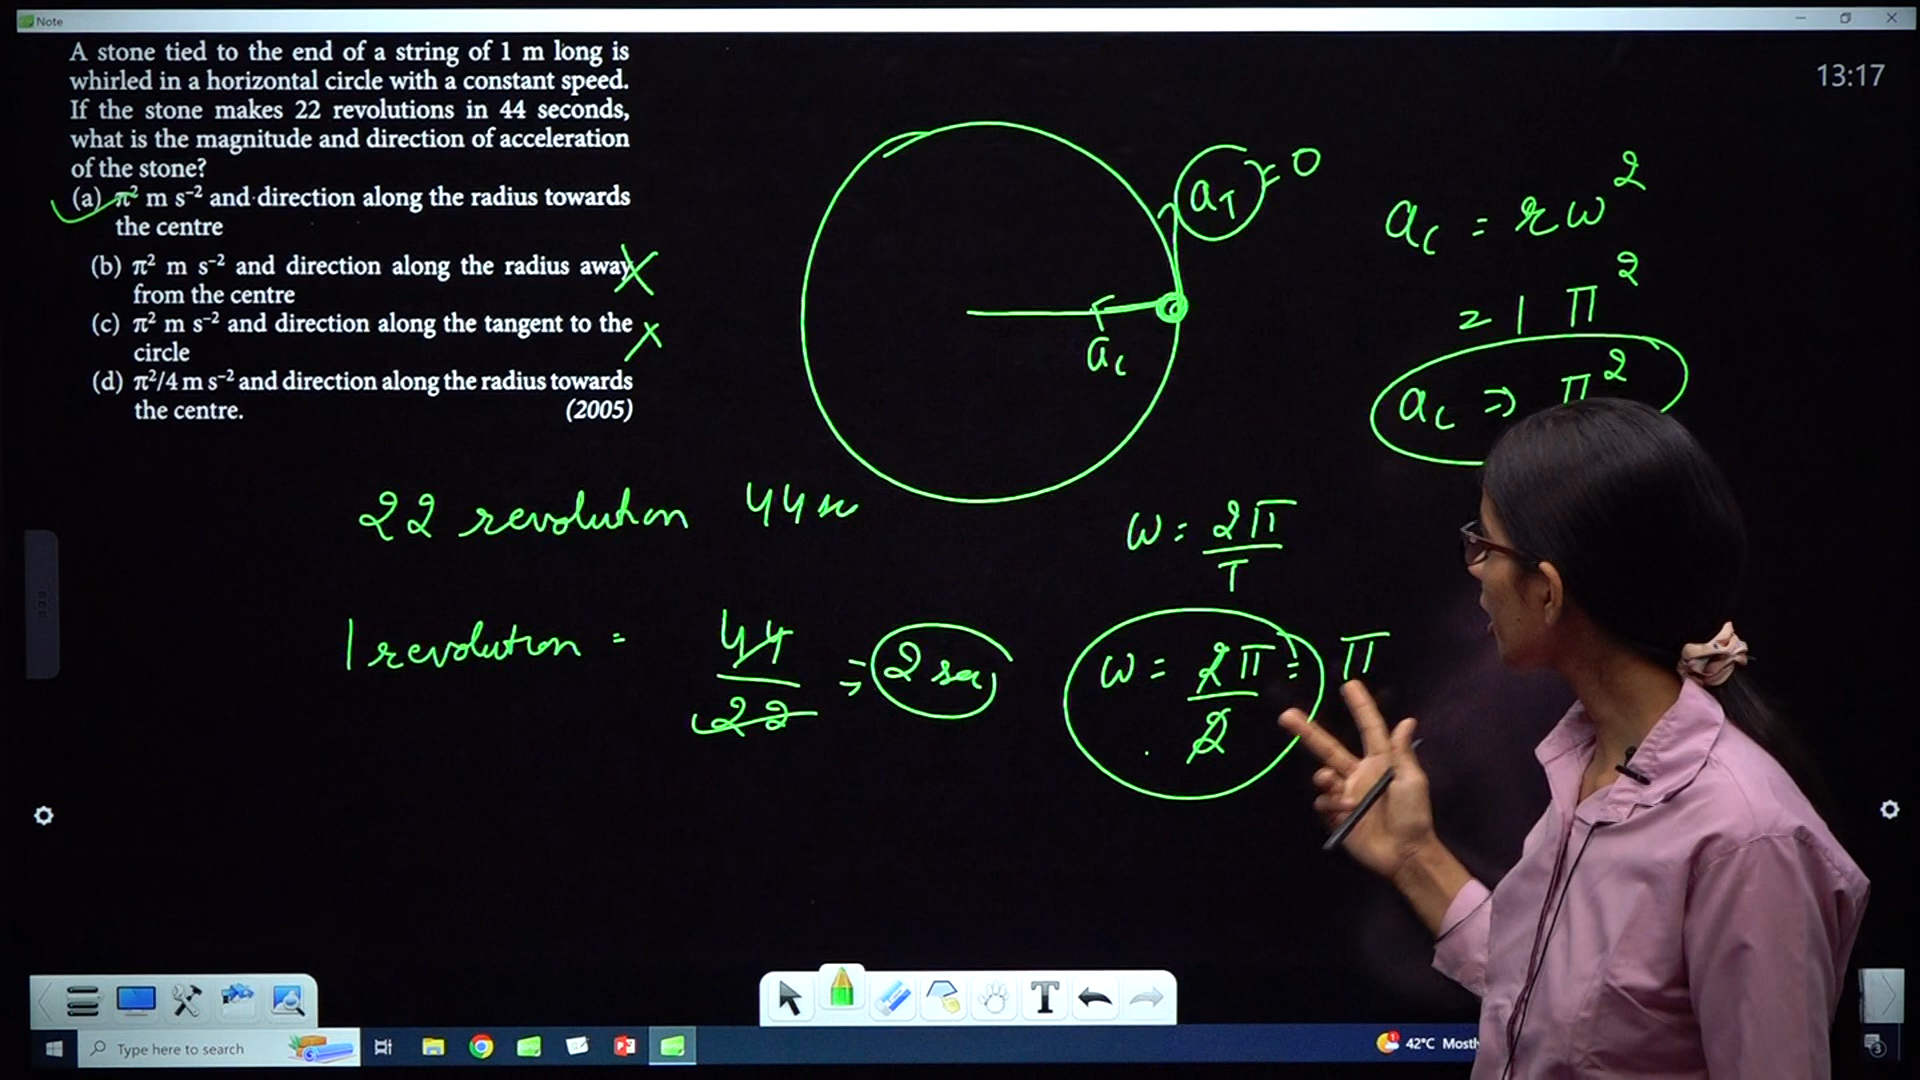 Note
A stone tied to the end of a string of 1 m long is
whirled in a horizontal circle with a constant speed.
If the stone makes 22 revolutions in 44 seconds,
what is the magnitude and direction of acceleration
of the stone?
(a) π² m s⁻² and direction along the radius towards
the centre
(b) π² m s⁻² and direction along the radius away
from the centre
(c) π² m s⁻² and direction along the tangent to the
circle
(d) π²/4 m s⁻² and direction along the radius towards
the centre. (2005)
13:17
a_T = 0
a_c
a_c = rω²
= 1 π²
a_c ⇒ π²
22 revolution 44 sec
ω = 2π/T
1 revolution = 44/22 = 2 sec
ω = 2π/2 = π
T
Type here to search
42°C Mostly
3